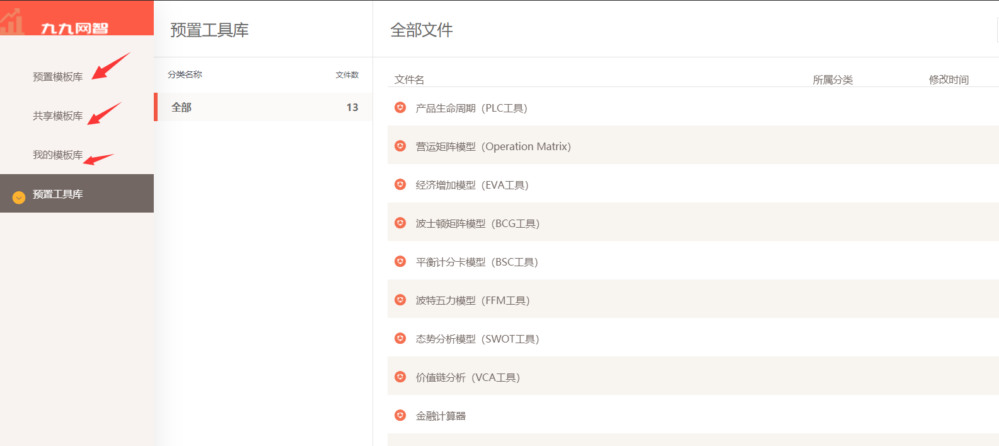 九九网智
预置模板库
共享模板库
我的模板库
预置工具库
预置工具库
分类名称 文件数
全部 13
全部文件
文件名 所属分类 修改时间
产品生命周期（PLC工具）
营运矩阵模型（Operation Matrix）
经济增加模型（EVA工具）
波士顿矩阵模型（BCG工具）
平衡计分卡模型（BSC工具）
波特五力模型（FFM工具）
态势分析模型（SWOT工具）
价值链分析（VCA工具）
金融计算器